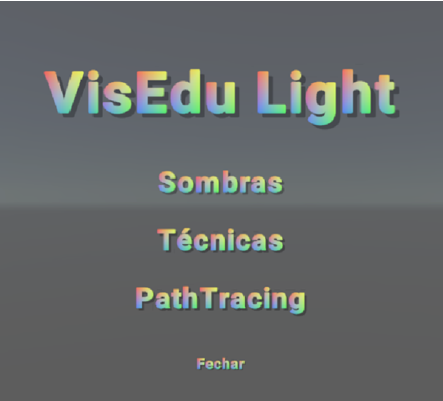 VisEdu Light
Sombras
Técnicas
PathTracing
Fechar